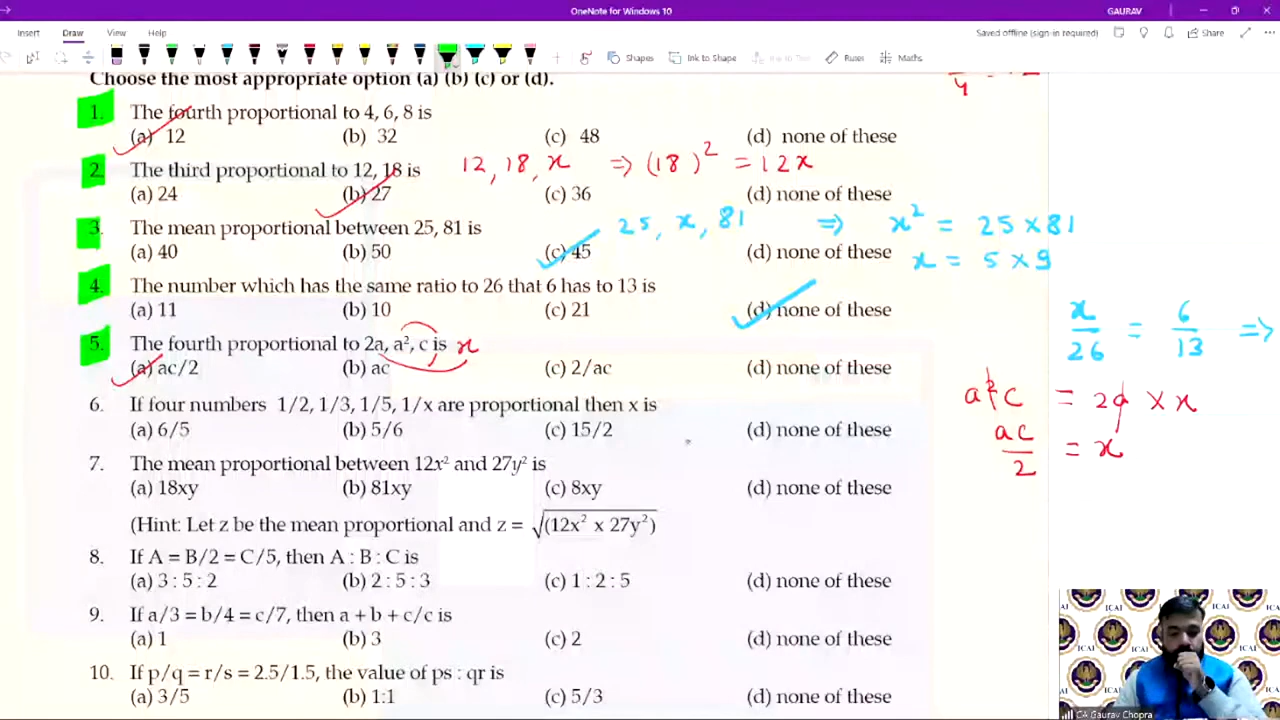 OneNote for Windows 10
GAURAV
Insert Draw View Help
Saved offline (sign-in required) Share
Shapes Ink to Shape Ink to Text Ruler Maths
Choose the most appropriate option (a) (b) (c) or (d).
4
1. The fourth proportional to 4, 6, 8 is
(a) 12 (b) 32 (c) 48 (d) none of these
2. The third proportional to 12, 18 is 12, 18, x ⇒ (18)² = 12x
(a) 24 (b) 27 (c) 36 (d) none of these
3. The mean proportional between 25, 81 is 25, x, 81 ⇒ x² = 25 × 81
(a) 40 (b) 50 (c) 45 (d) none of these x = 5 × 9
4. The number which has the same ratio to 26 that 6 has to 13 is
(a) 11 (b) 10 (c) 21 (d) none of these
x/26 = 6/13 ⇒
5. The fourth proportional to 2a, a², c is x
(a) ac/2 (b) ac (c) 2/ac (d) none of these
a²c = 2a × x
ac/2 = x
6. If four numbers 1/2, 1/3, 1/5, 1/x are proportional then x is
(a) 6/5 (b) 5/6 (c) 15/2 (d) none of these
7. The mean proportional between 12x² and 27y² is
(a) 18xy (b) 81xy (c) 8xy (d) none of these
(Hint: Let z be the mean proportional and z = √(12x² x 27y²)
8. If A = B/2 = C/5, then A : B : C is
(a) 3 : 5 : 2 (b) 2 : 5 : 3 (c) 1 : 2 : 5 (d) none of these
9. If a/3 = b/4 = c/7, then a + b + c/c is
(a) 1 (b) 3 (c) 2 (d) none of these
10. If p/q = r/s = 2.5/1.5, the value of ps : qr is
(a) 3/5 (b) 1:1 (c) 5/3 (d) none of these
ICAI
CA Gaurav Chopra